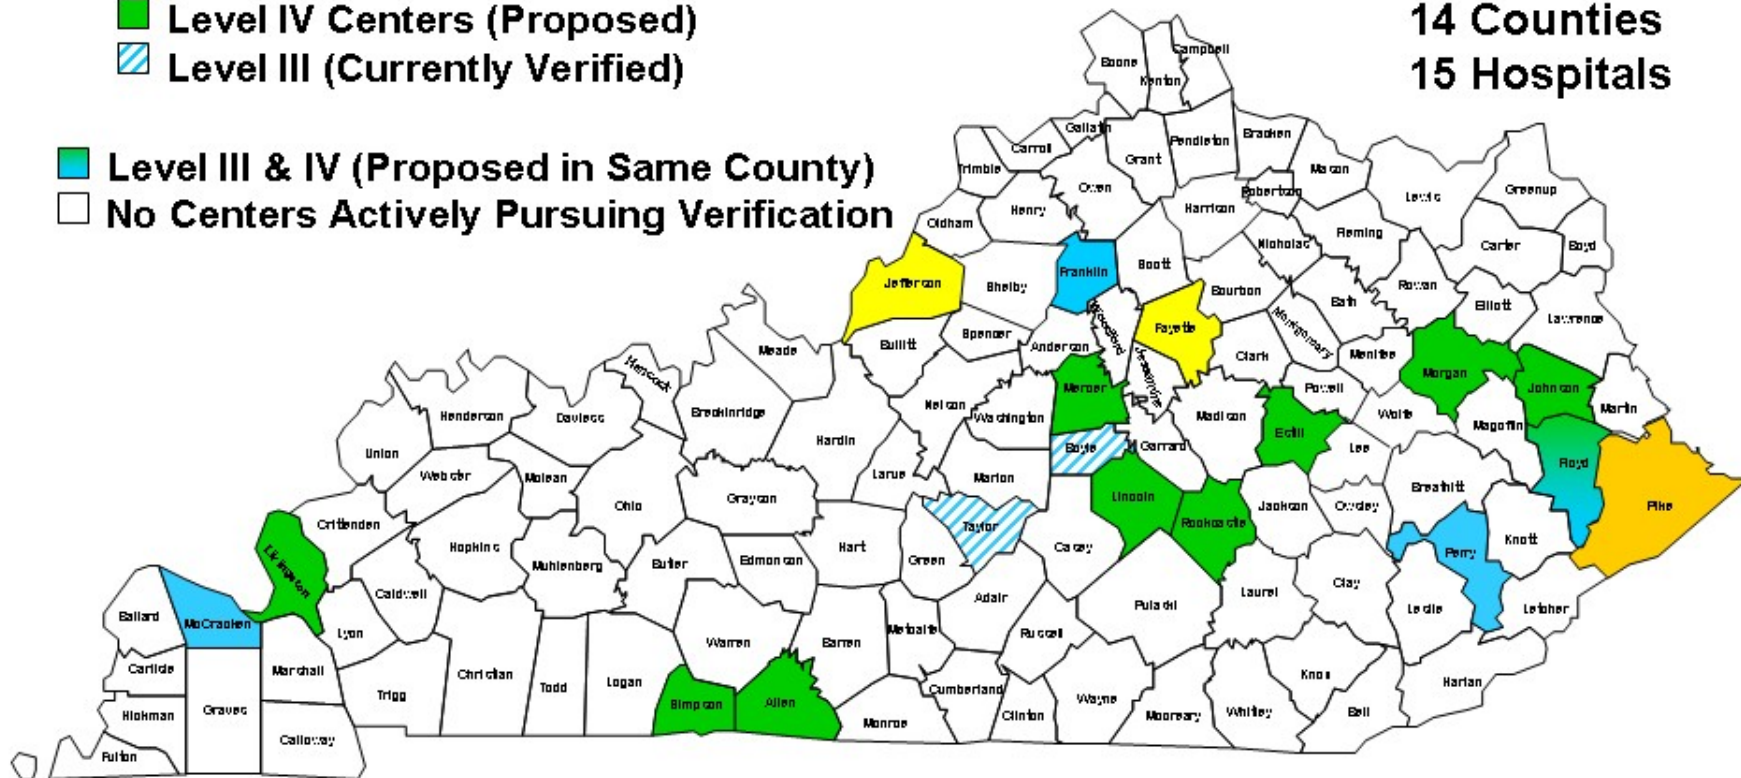 Level IV Centers (Proposed)
Level III (Currently Verified)
14 Counties
15 Hospitals
Level III & IV (Proposed in Same County)
No Centers Actively Pursuing Verification
Boone
Kenton
Campbell
Gallatin
Carroll
Trimble
Grant
Pendleton
Bracken
Mason
Robertson
Lewis
Greenup
Owen
Henry
Oldham
Harrison
Nicholas
Fleming
Carter
Boyd
Jefferson
Shelby
Franklin
Scott
Bourbon
Bath
Rowan
Elliott
Lawrence
Spencer
Bullitt
Anderson
Woodford
Fayette
Clark
Montgomery
Menifee
Morgan
Johnson
Martin
Meade
Hancock
Breckinridge
Daviess
Henderson
Union
Webster
McLean
Hardin
Nelson
Washington
Mercer
Jessamine
Madison
Estill
Powell
Wolfe
Magoffin
Floyd
Pike
Boyle
Garrard
Lee
Larue
Marion
Grayson
Ohio
Crittenden
Livingston
Hopkins
Muhlenberg
Butler
Edmonson
Hart
Green
Taylor
Casey
Lincoln
Rockcastle
Jackson
Owsley
Breathitt
Perry
Knott
Letcher
Leslie
Clay
Laurel
Pulaski
Adair
Russell
Metcalfe
Barren
Warren
Caldwell
Lyon
Ballard
McCracken
Carlisle
Graves
Marshall
Hickman
Fulton
Calloway
Trigg
Christian
Todd
Logan
Simpson
Allen
Monroe
Cumberland
Clinton
Wayne
McCreary
Whitley
Knox
Bell
Harlan